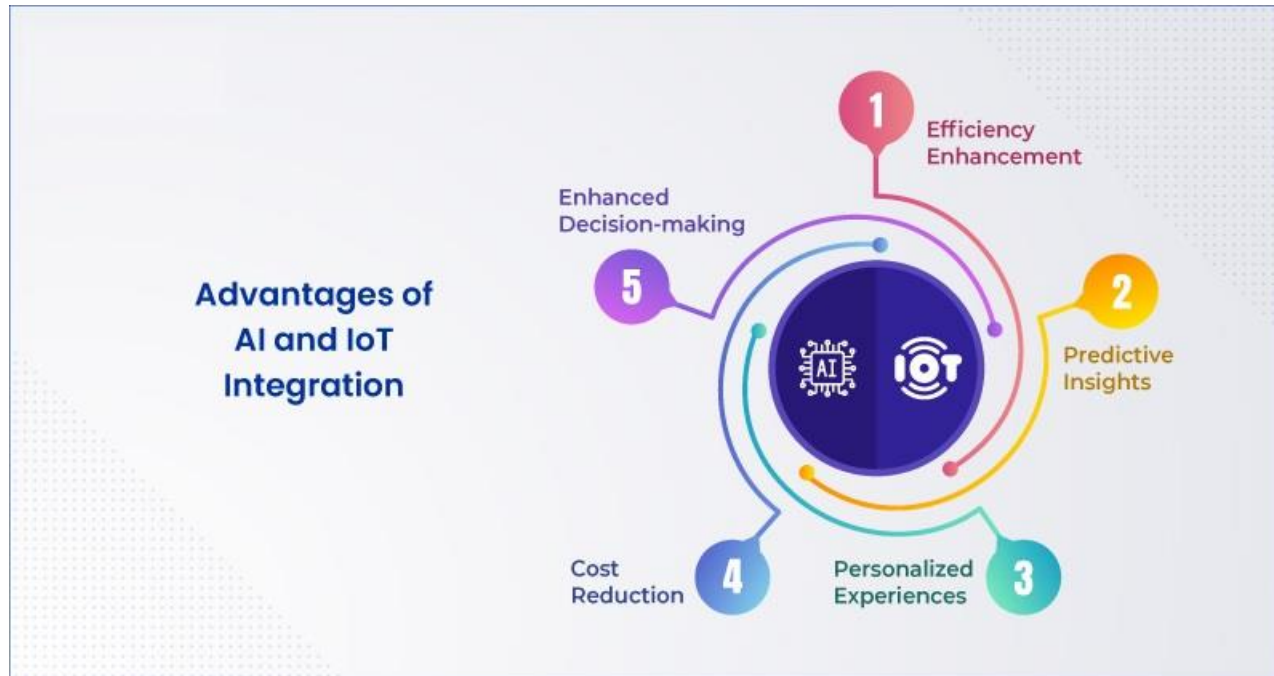 Advantages of
AI and IoT
Integration
1
Efficiency
Enhancement
2
Predictive
Insights
3
Personalized
Experiences
4
Cost
Reduction
5
Enhanced
Decision-making
AI
IOT